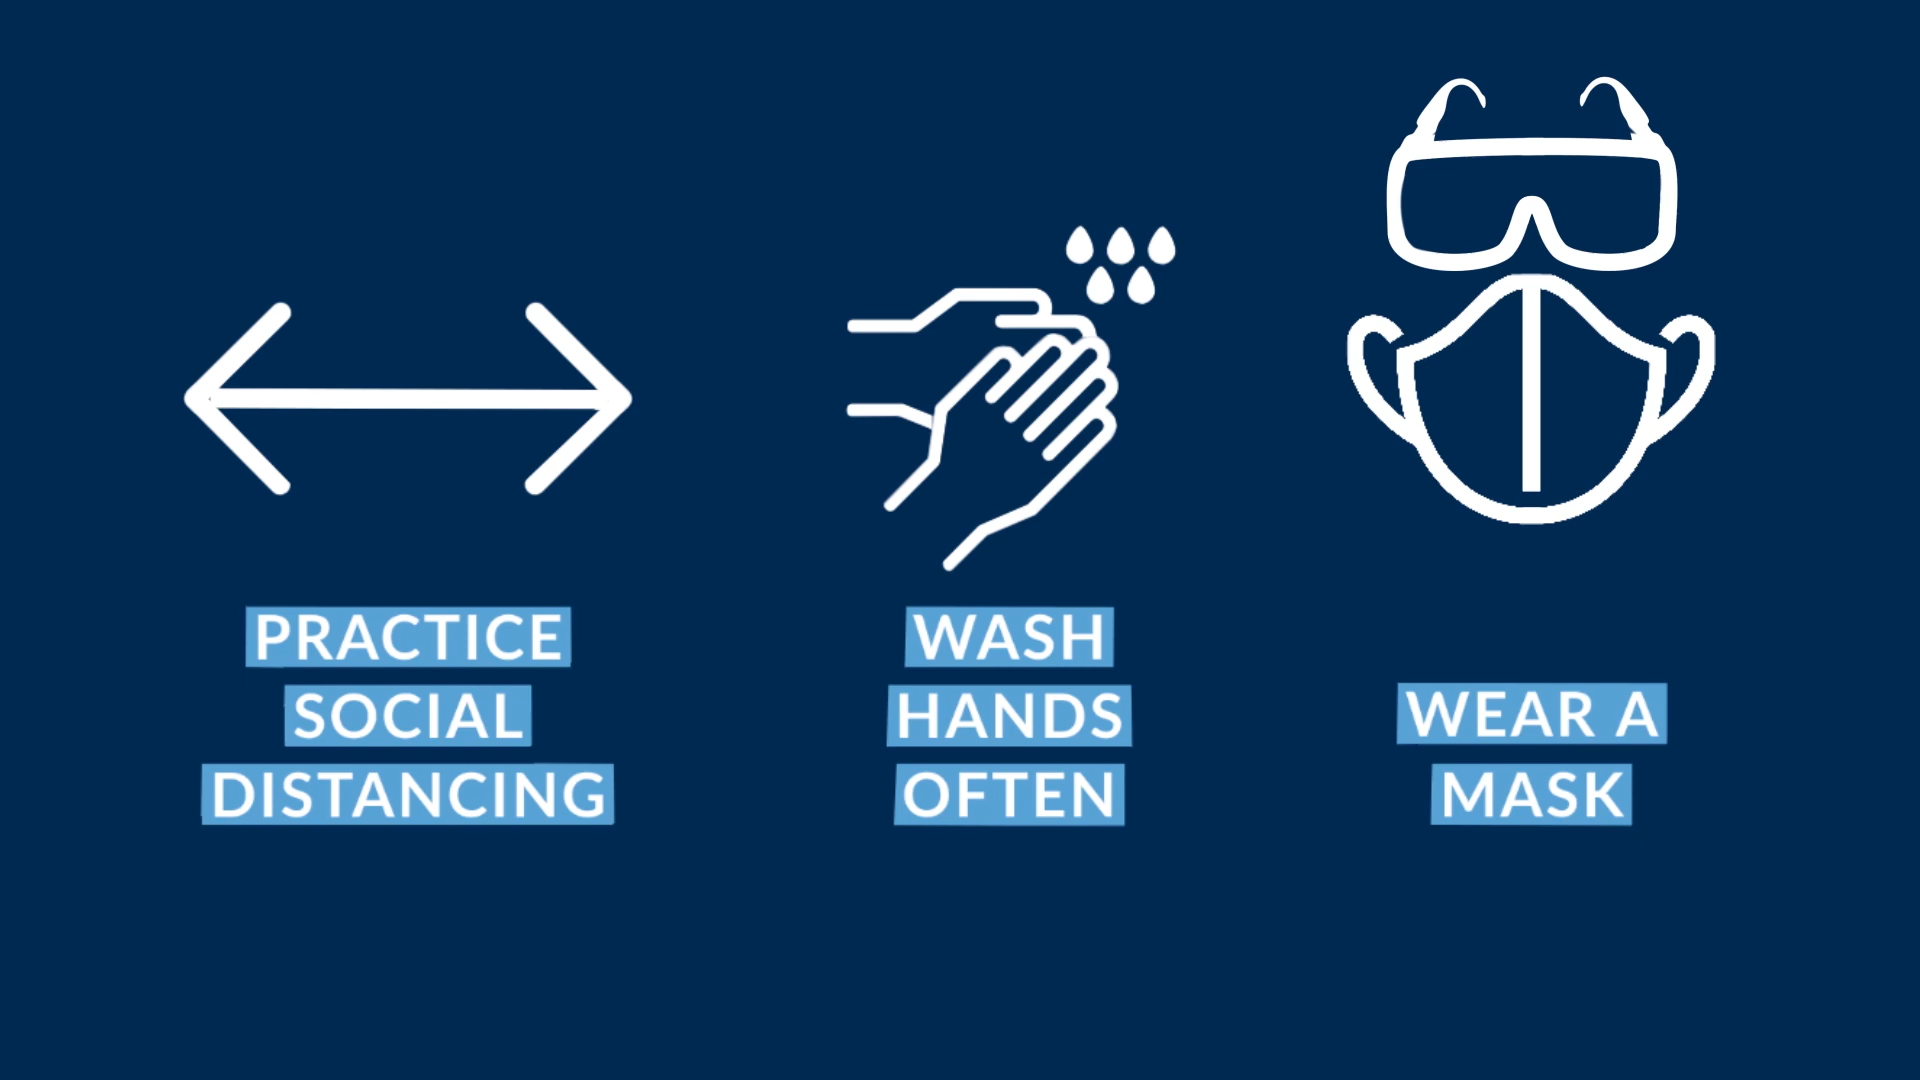 PRACTICE
SOCIAL
DISTANCING
WASH
HANDS
OFTEN
WEAR A
MASK